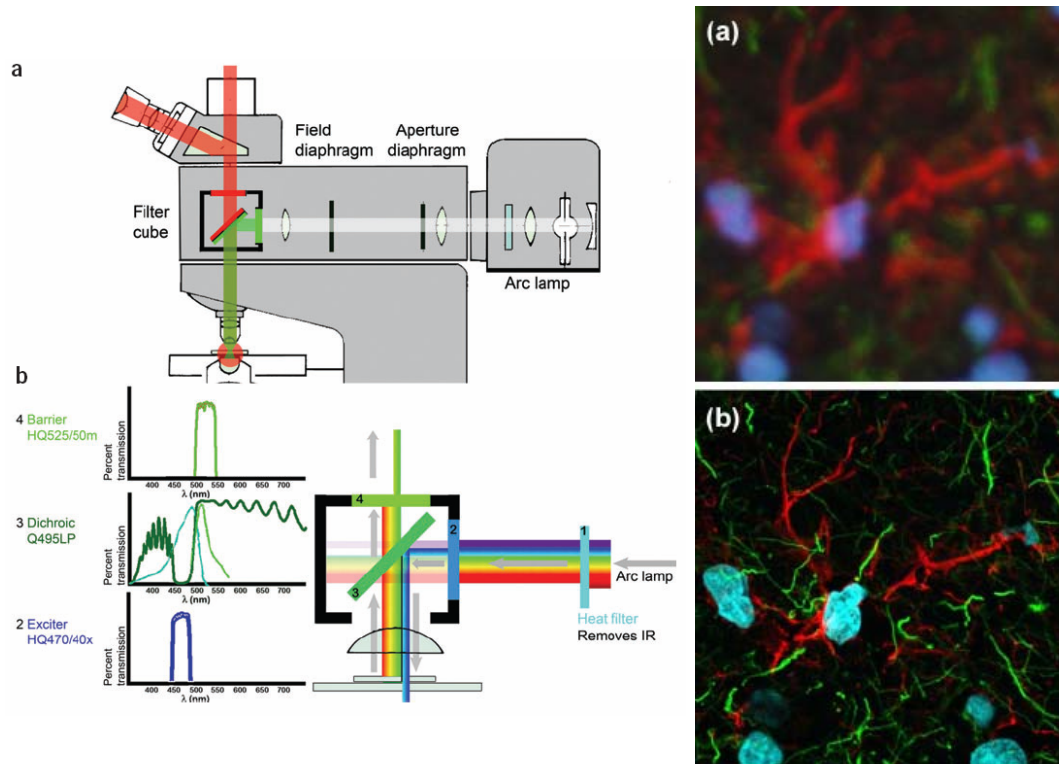 a
Field
diaphragm
Aperture
diaphragm
Filter
cube
Arc lamp
b
4 Barrier
HQ525/50m
Percent
transmission
400 450 500 550 600 650 700
λ (nm)
3 Dichroic
Q495LP
Percent
transmission
400 450 500 550 600 650 700
λ (nm)
2 Exciter
HQ470/40x
Percent
transmission
400 450 500 550 600 650 700
λ (nm)
4
3
2
1
Arc lamp
Heat filter
Removes IR
(a)
(b)